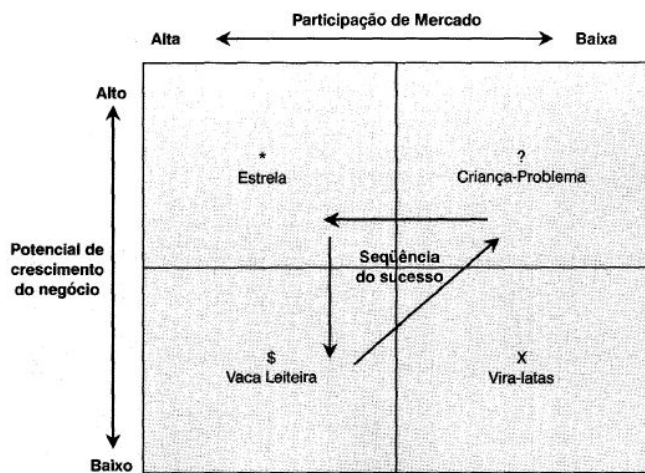 Participação de Mercado
Alta
Baixa
Alto
*
Estrela
?
Criança-Problema
Potencial de
crescimento
do negócio
Seqüência
do sucesso
$
Vaca Leiteira
X
Vira-latas
Baixo